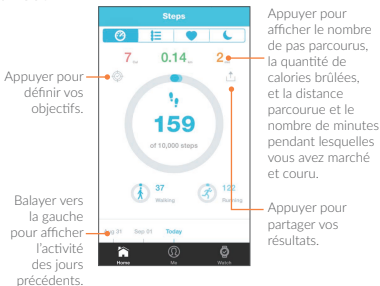 Appuyer pour
définir vos
objectifs.
Balayer vers
la gauche
pour afficher
l'activité
des jours
précédents.
Steps
7
0.14
2
159
of 10,000 steps
37
Walking
122
Running
Aug 31 Sep 01 Today
Home Me Watch
Appuyer pour
afficher le nombre
de pas parcourus,
la quantité de
calories brûlées,
et la distance
parcourue et le
nombre de minutes
pendant lesquelles
vous avez marché
et couru.
Appuyer pour
partager vos
résultats.